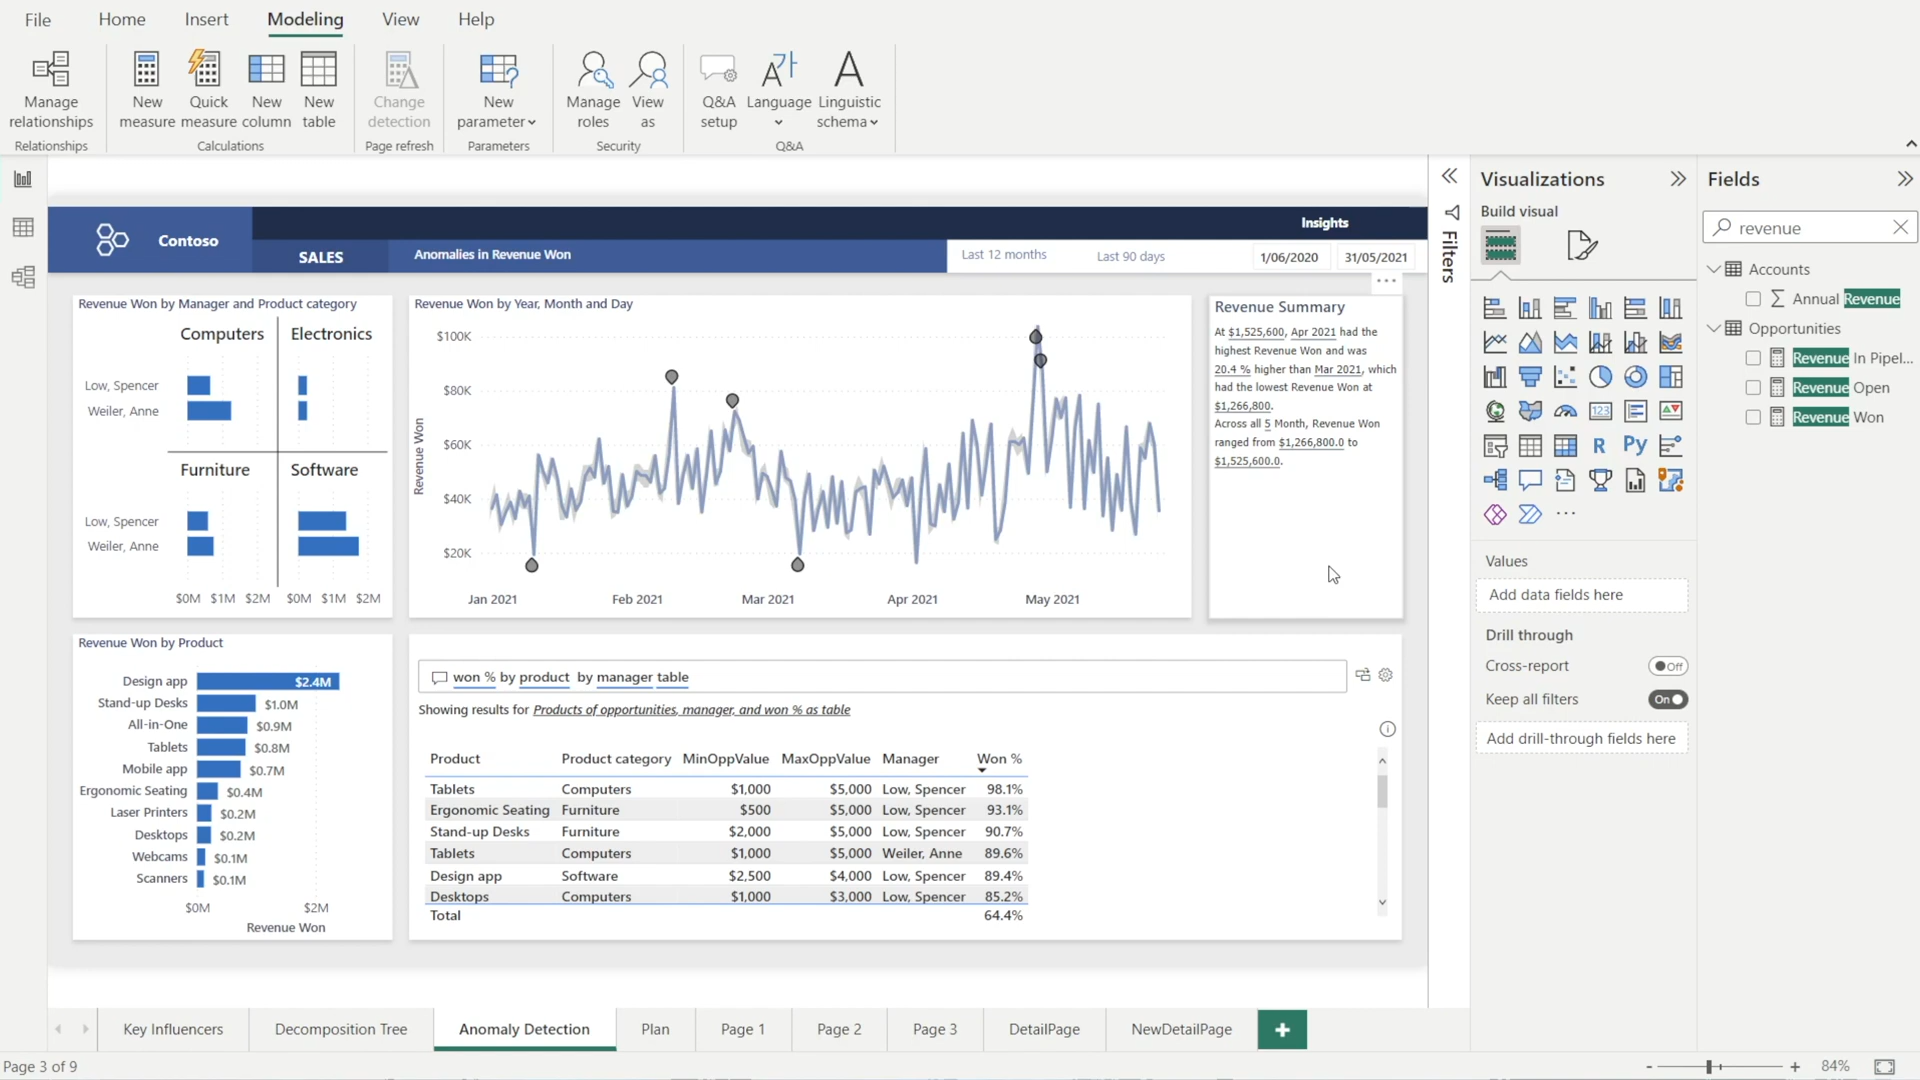 File
Home
Insert
Modeling
View
Help
Manage relationships
Relationships
New measure
Quick measure
New column
New table
Calculations
Change detection
Page refresh
New parameter
Parameters
Manage roles
View as
Security
Q&A setup
Language
Linguistic schema
Q&A
Contoso
SALES
Anomalies in Revenue Won
Insights
Last 12 months
Last 90 days
1/06/2020
31/05/2021
Revenue Won by Manager and Product category
Computers
Electronics
Low, Spencer
Weiler, Anne
Furniture
Software
Low, Spencer
Weiler, Anne
$0M $1M $2M $0M $1M $2M
Revenue Won by Year, Month and Day
$100K
$80K
$60K
$40K
$20K
Revenue Won
Jan 2021
Feb 2021
Mar 2021
Apr 2021
May 2021
Revenue Summary
At $1,525,600, Apr 2021 had the
highest Revenue Won and was
20.4 % higher than Mar 2021, which
had the lowest Revenue Won at
$1,266,800.
Across all 5 Month, Revenue Won
ranged from $1,266,800.0 to
$1,525,600.0.
Revenue Won by Product
Design app $2.4M
Stand-up Desks $1.0M
All-in-One $0.9M
Tablets $0.8M
Mobile app $0.7M
Ergonomic Seating $0.4M
Laser Printers $0.2M
Desktops $0.2M
Webcams $0.1M
Scanners $0.1M
$0M $2M
Revenue Won
won % by product by manager table
Showing results for Products of opportunities, manager, and won % as table
Product Product category MinOppValue MaxOppValue Manager Won %
Tablets Computers $1,000 $5,000 Low, Spencer 98.1%
Ergonomic Seating Furniture $500 $5,000 Low, Spencer 93.1%
Stand-up Desks Furniture $2,000 $5,000 Low, Spencer 90.7%
Tablets Computers $1,000 $5,000 Weiler, Anne 89.6%
Design app Software $2,500 $4,000 Low, Spencer 89.4%
Desktops Computers $1,000 $3,000 Low, Spencer 85.2%
Total 64.4%
Filters
Visualizations
Build visual
123
R
Py
Values
Add data fields here
Drill through
Cross-report Off
Keep all filters On
Add drill-through fields here
Fields
revenue
Accounts
Annual Revenue
Opportunities
Revenue In Pipel...
Revenue Open
Revenue Won
Key Influencers
Decomposition Tree
Anomaly Detection
Plan
Page 1
Page 2
Page 3
DetailPage
NewDetailPage
Page 3 of 9
84%